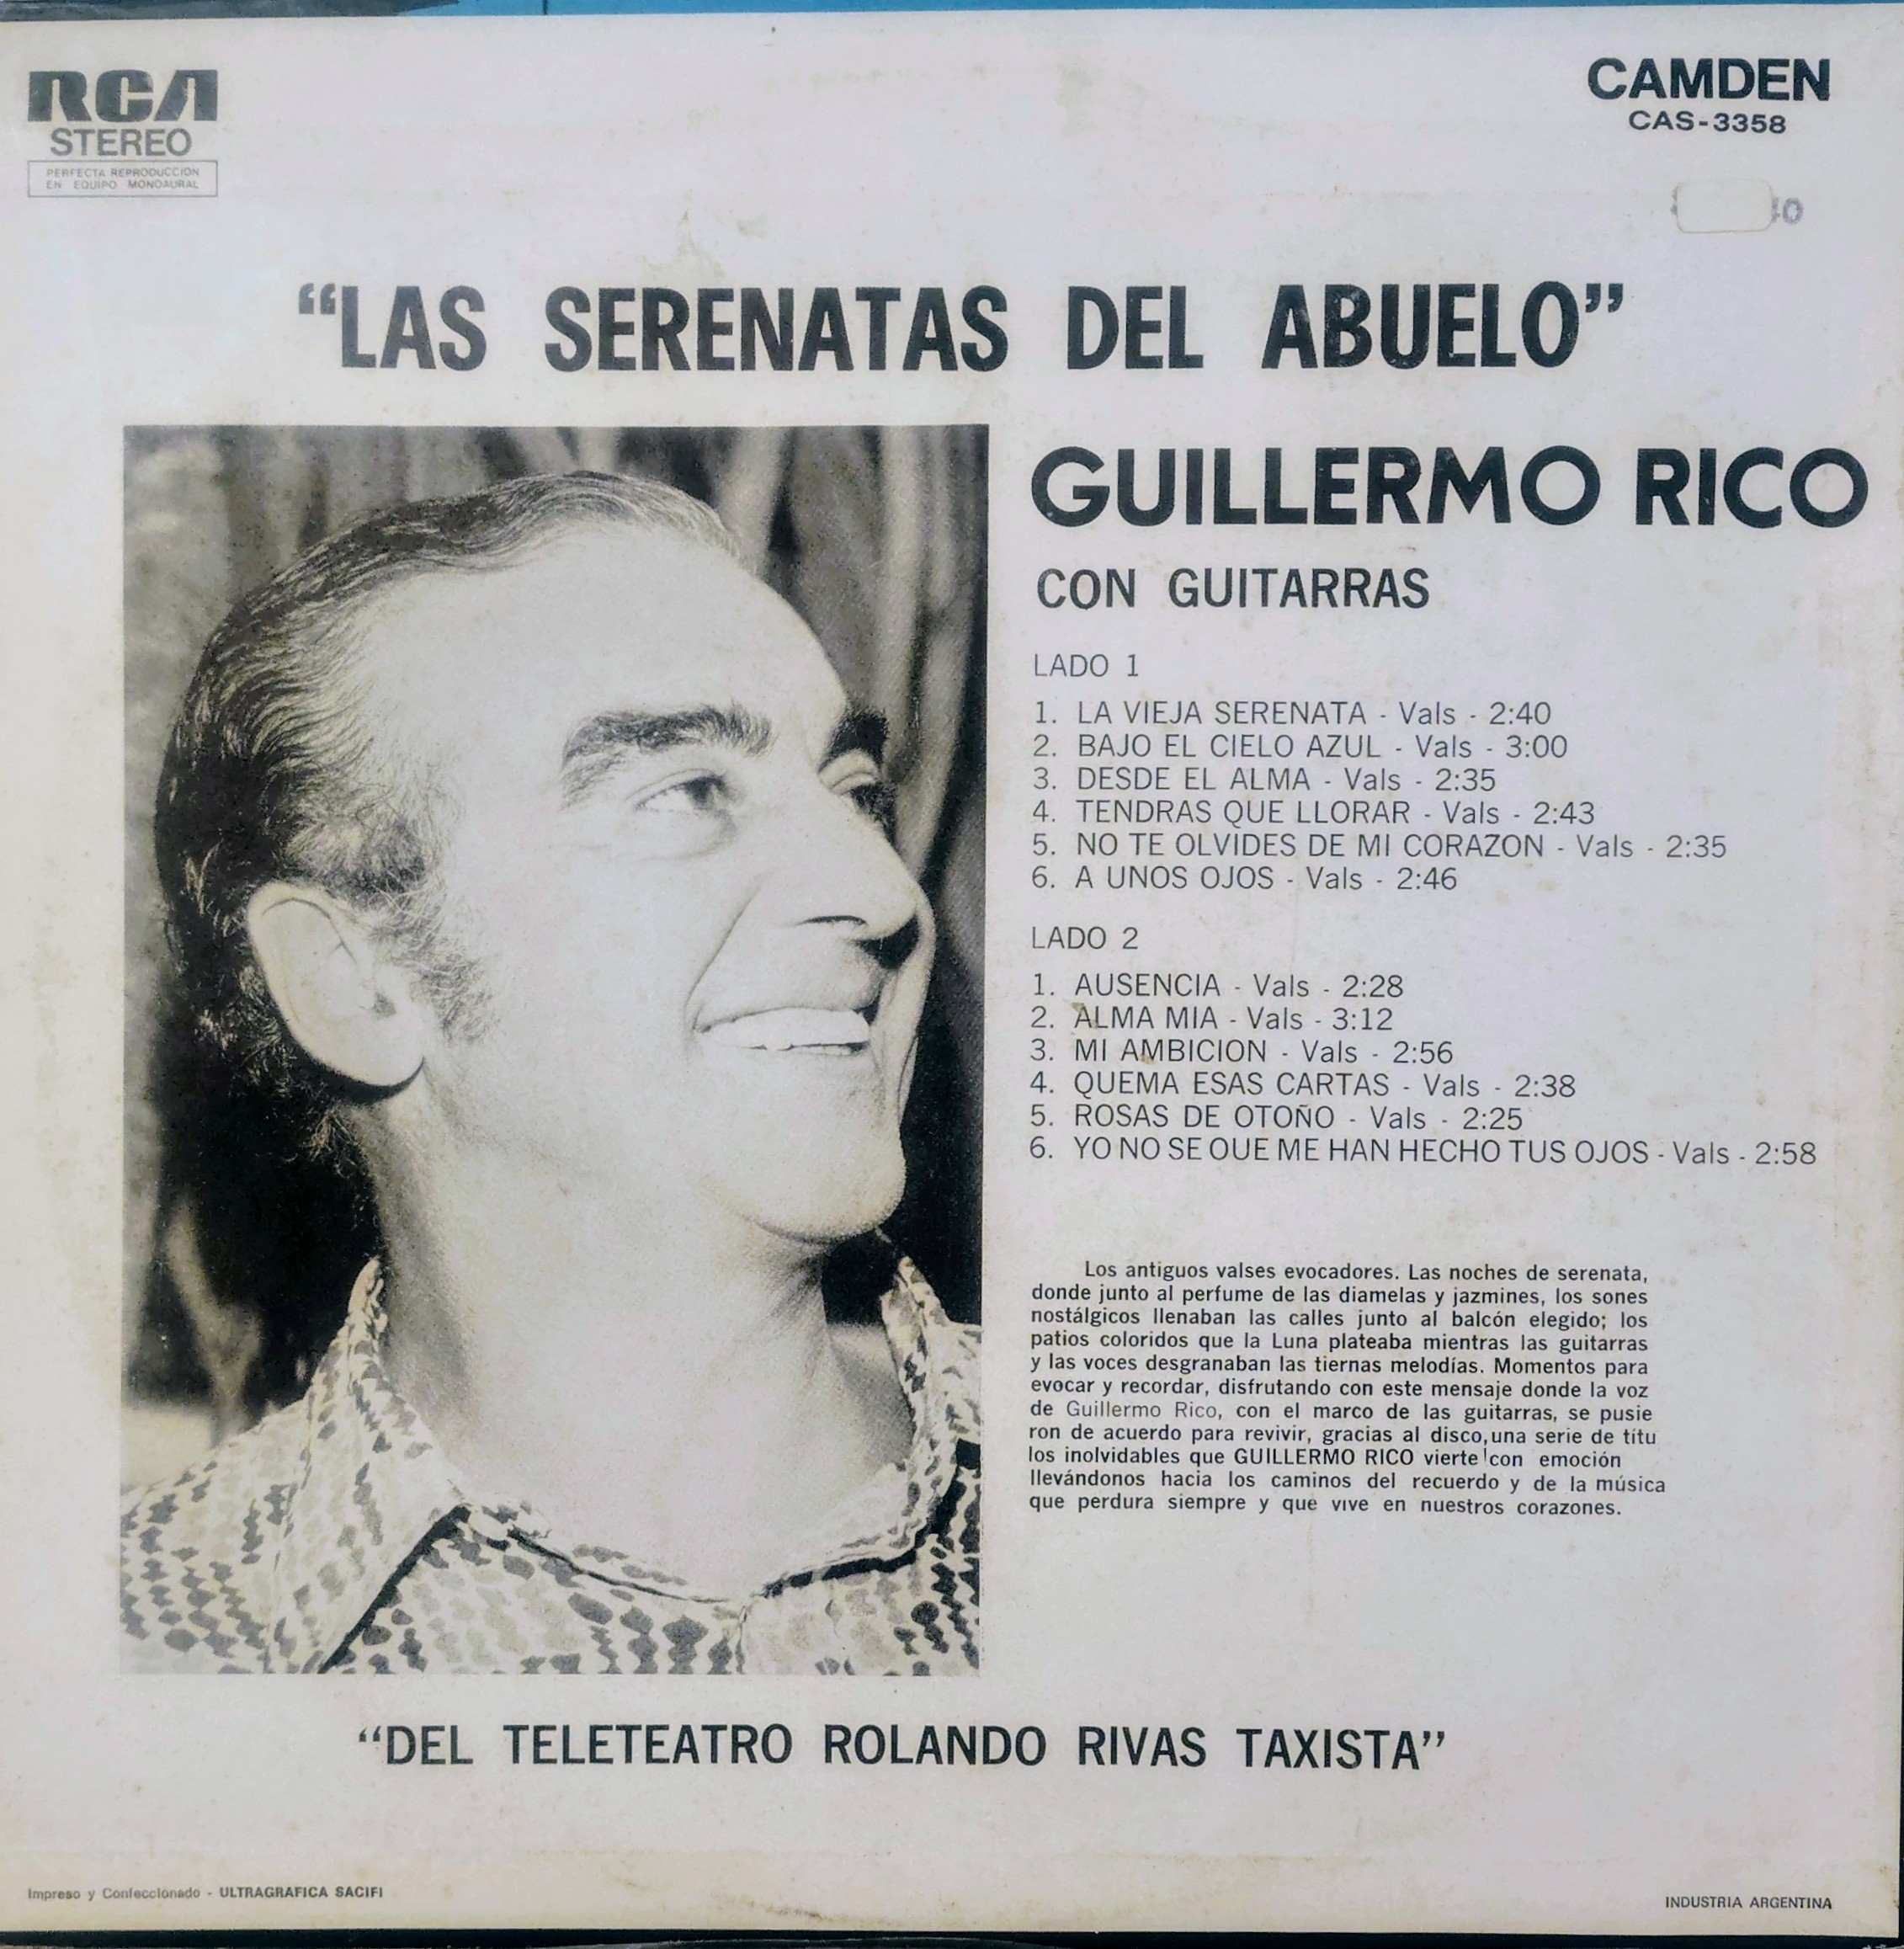 RCA
STEREO
PERFECTA REPRODUCCION
EN EQUIPO MONOAURAL
CAMDEN
CAS-3358
“LAS SERENATAS DEL ABUELO”
GUILLERMO RICO
CON GUITARRAS
LADO 1
1. LA VIEJA SERENATA - Vals - 2:40
2. BAJO EL CIELO AZUL - Vals - 3:00
3. DESDE EL ALMA - Vals - 2:35
4. TENDRAS QUE LLORAR - Vals - 2:43
5. NO TE OLVIDES DE MI CORAZON - Vals - 2:35
6. A UNOS OJOS - Vals - 2:46
LADO 2
1. AUSENCIA - Vals - 2:28
2. ALMA MIA - Vals - 3:12
3. MI AMBICION - Vals - 2:56
4. QUEMA ESAS CARTAS - Vals - 2:38
5. ROSAS DE OTOÑO - Vals - 2:25
6. YO NO SE QUE ME HAN HECHO TUS OJOS - Vals - 2:58
Los antiguos valses evocadores. Las noches de serenata,
donde junto al perfume de las diamelas y jazmines, los sones
nostálgicos llenaban las calles junto al balcón elegido; los
patios coloridos que la Luna plateaba mientras las guitarras
y las voces desgranaban las tiernas melodías. Momentos para
evocar y recordar, disfrutando con este mensaje donde la voz
de Guillermo Rico, con el marco de las guitarras, se pusie
ron de acuerdo para revivir, gracias al disco, una serie de títu
los inolvidables que GUILLERMO RICO vierte con emoción
llevándonos hacia los caminos del recuerdo y de la música
que perdura siempre y que vive en nuestros corazones.
“DEL TELETEATRO ROLANDO RIVAS TAXISTA”
Impreso y Confeccionado - ULTRAGRAFICA SACIFI
INDUSTRIA ARGENTINA